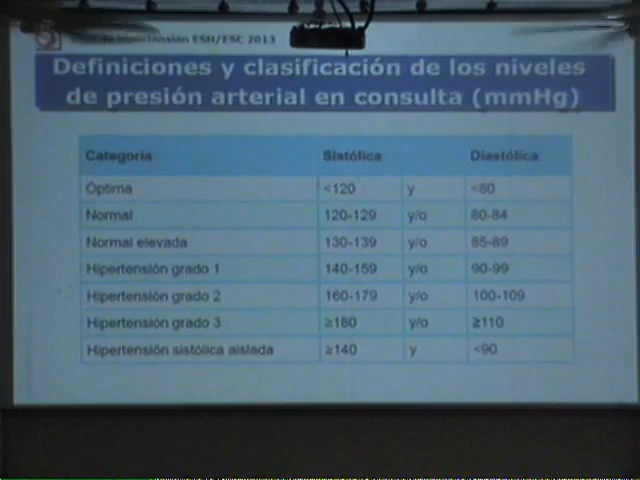 hipertensión ESH/ESC 2013
Definiciones y clasificación de los niveles
de presión arterial en consulta (mmHg)
Categoría Sistólica Diastólica
Óptima <120 y <80
Normal 120-129 y/o 80-84
Normal elevada 130-139 y/o 85-89
Hipertensión grado 1 140-159 y/o 90-99
Hipertensión grado 2 160-179 y/o 100-109
Hipertensión grado 3 ≥180 y/o ≥110
Hipertensión sistólica aislada ≥140 y <90